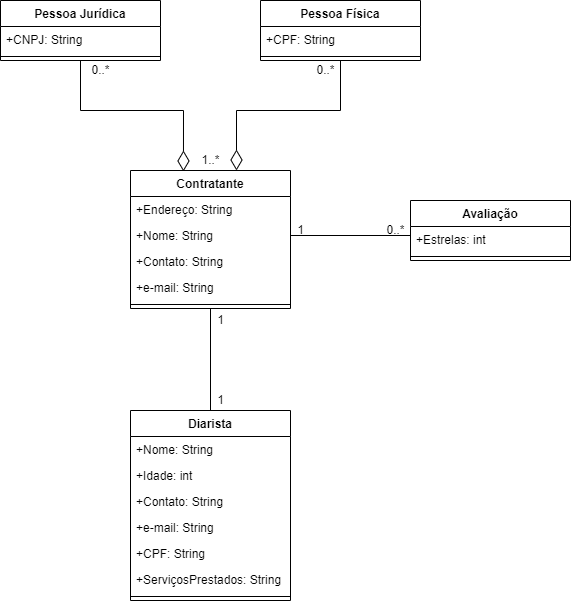 Pessoa Jurídica
+CNPJ: String
0..*
Pessoa Física
+CPF: String
0..*
1..*
Contratante
+Endereço: String
+Nome: String
+Contato: String
+e-mail: String
1
0..*
Avaliação
+Estrelas: int
1
1
Diarista
+Nome: String
+Idade: int
+Contato: String
+e-mail: String
+CPF: String
+ServiçosPrestados: String